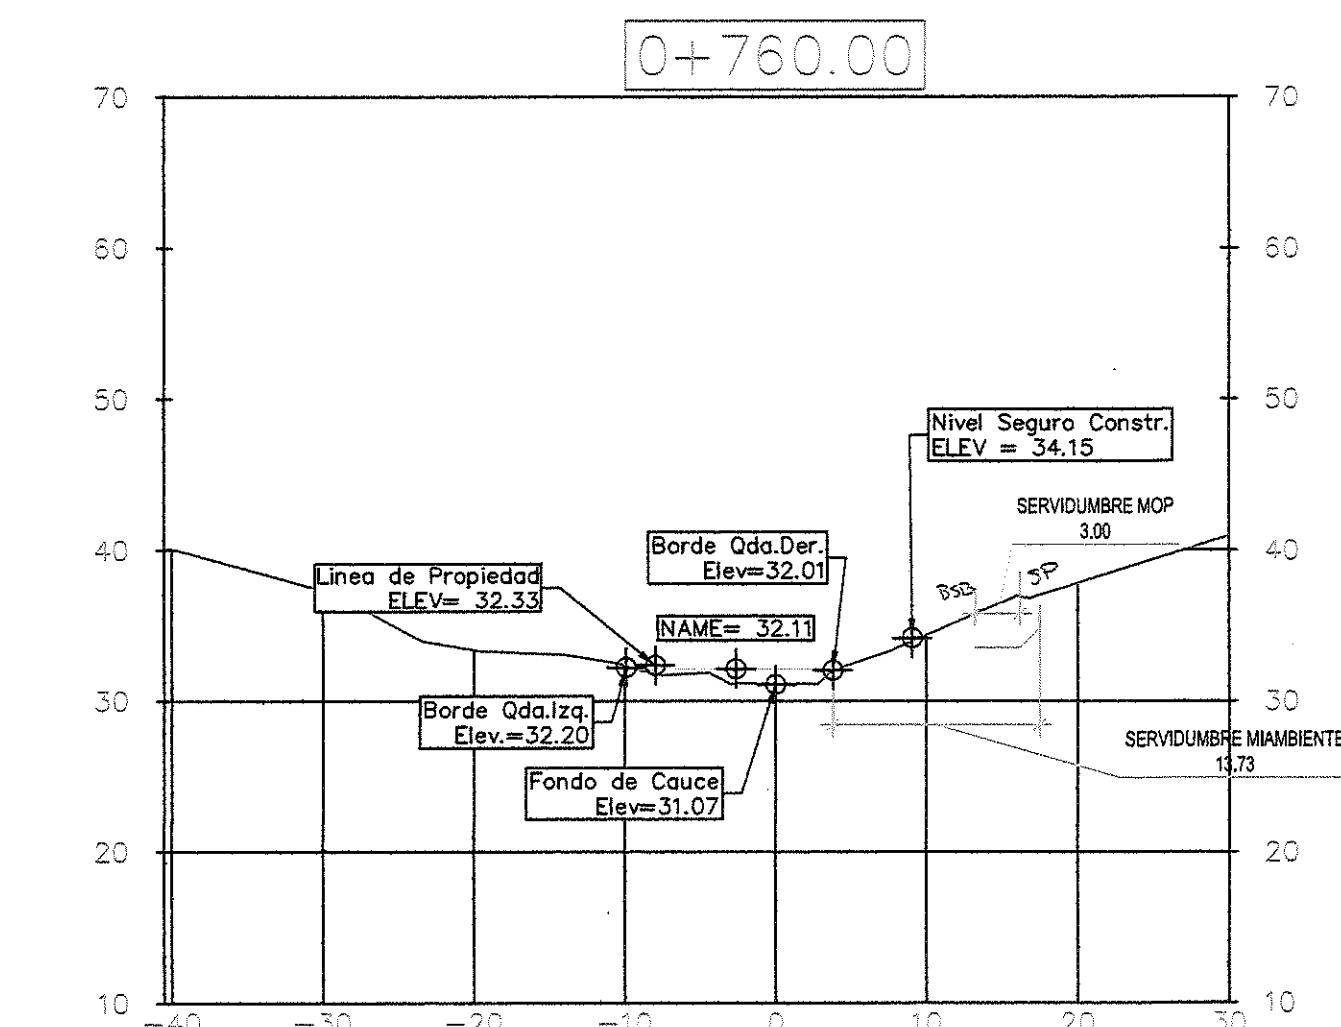 0+760.00
70
70
60
60
50
50
Nivel Seguro Constr.
ELEV = 34.15
SERVIDUMBRE MOP
3.00
Borde Qda.Der.
Elev=32.01
40
40
Linea de Propiedad
ELEV= 32.33
BSB
SP
NAME= 32.11
30
30
Borde Qda.Izq.
Elev.=32.20
SERVIDUMBRE MIAMBIENTE
13,73
Fondo de Cauce
Elev=31.07
20
20
10
10
-40
-30
-20
-10
0
10
20
30